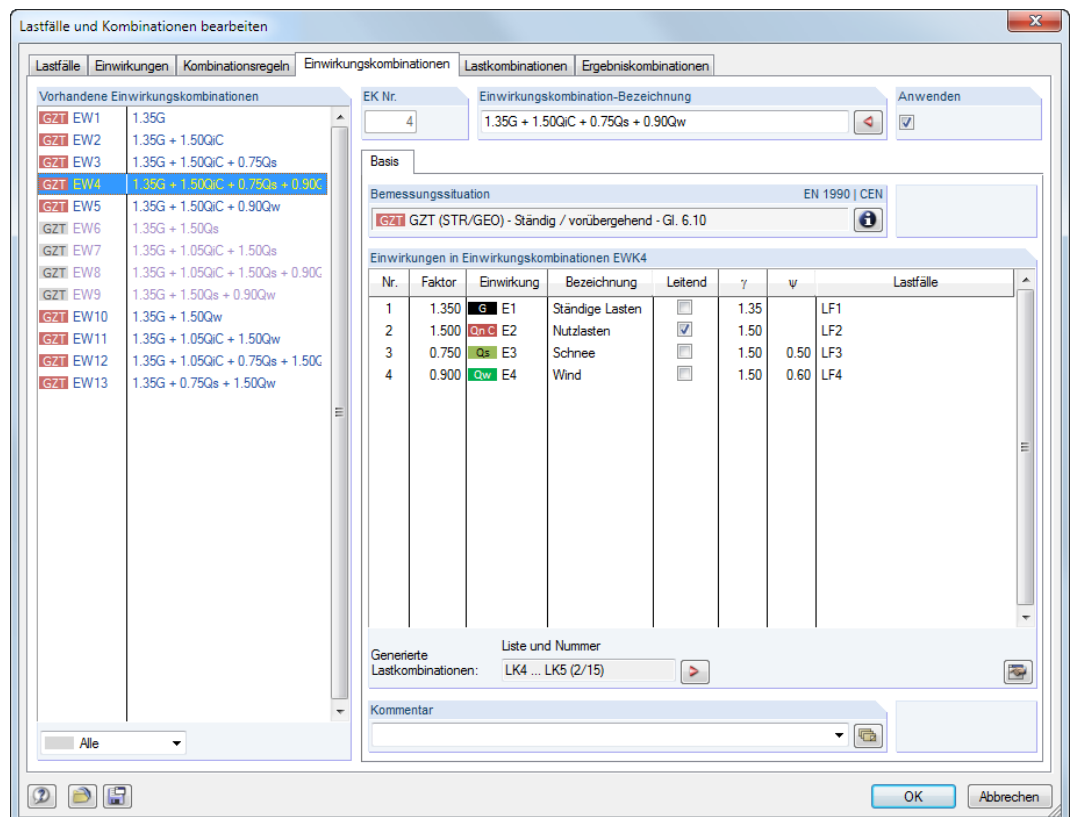 Lastfälle und Kombinationen bearbeiten
Lastfälle Einwirkungen Kombinationsregeln Einwirkungskombinationen Lastkombinationen Ergebniskombinationen
Vorhandene Einwirkungskombinationen
GZT EW1 1.35G
GZT EW2 1.35G + 1.50QiC
GZT EW3 1.35G + 1.50QiC + 0.75Qs
GZT EW4 1.35G + 1.50QiC + 0.75Qs + 0.90Q
GZT EW5 1.35G + 1.50QiC + 0.90Qw
GZT EW6 1.35G + 1.50Qs
GZT EW7 1.35G + 1.05QiC + 1.50Qs
GZT EW8 1.35G + 1.05QiC + 1.50Qs + 0.90Q
GZT EW9 1.35G + 1.50Qs + 0.90Qw
GZT EW10 1.35G + 1.50Qw
GZT EW11 1.35G + 1.05QiC + 1.50Qw
GZT EW12 1.35G + 1.05QiC + 0.75Qs + 1.50
GZT EW13 1.35G + 0.75Qs + 1.50Qw
Alle
EK Nr.
4
Einwirkungskombination-Bezeichnung
1.35G + 1.50QiC + 0.75Qs + 0.90Qw
Anwenden
Basis
Bemessungssituation EN 1990 | CEN
GZT GZT (STR/GEO) - Ständig / vorübergehend - Gl. 6.10
Einwirkungen in Einwirkungskombinationen EWK4
Nr. Faktor Einwirkung Bezeichnung Leitend γ ψ Lastfälle
1 1.350 G E1 Ständige Lasten 1.35 LF1
2 1.500 Qn C E2 Nutzlasten 1.50 LF2
3 0.750 Qs E3 Schnee 1.50 0.50 LF3
4 0.900 Qw E4 Wind 1.50 0.60 LF4
Liste und Nummer
Generierte
Lastkombinationen: LK4 ... LK5 (2/15)
Kommentar
OK Abbrechen